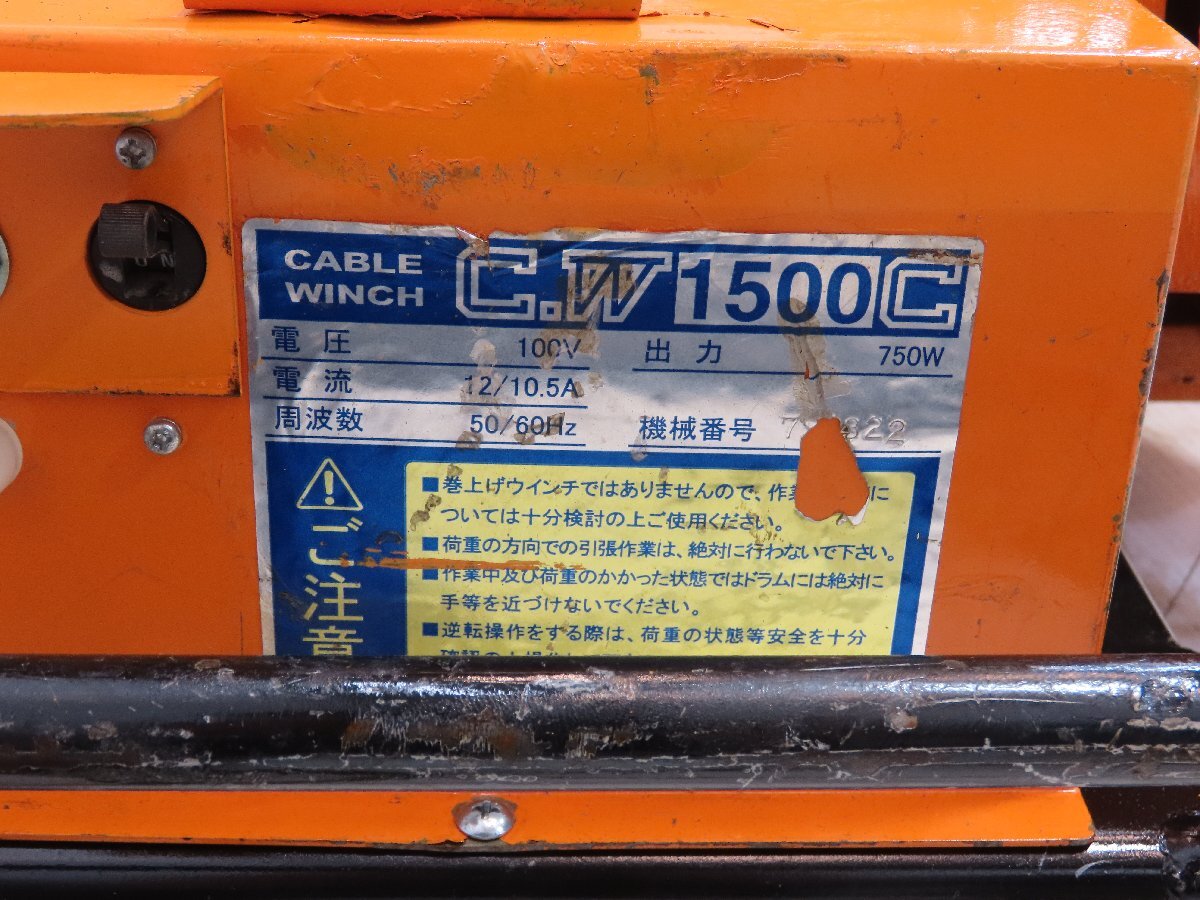 CABLE
WINCH
C.W 1500C
電圧 100V
出力 750W
電流 12/10.5A
周波数 50/60Hz
機械番号
ご注意
■巻上げウインチではありませんので、作業 に
ついては十分検討の上ご使用ください。
■荷重の方向での引張作業は、絶対に行わないで下さい。
■作業中及び荷重のかかった状態ではドラムには絶対に
手等を近づけないでください。
■逆転操作をする際は、荷重の状態等安全を十分